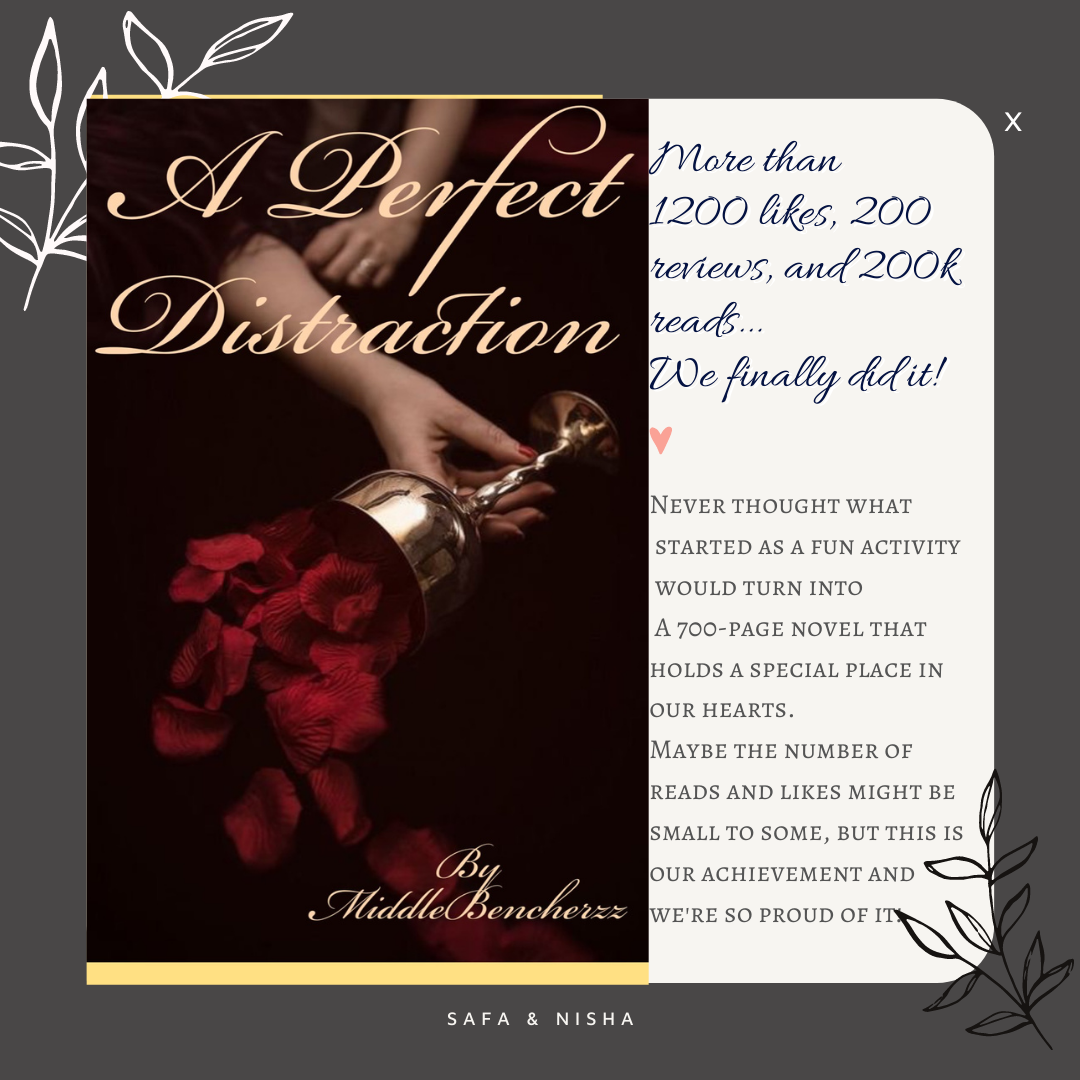 A Perfect
Distraction
By
MiddleBencherzz
X
More than
1200 likes, 200
reviews, and 200k
reads...
We finally did it!
Never thought what
started as a fun activity
would turn into
a 700-page novel that
holds a special place in
our hearts.
Maybe the number of
reads and likes might be
small to some, but this is
our achievement and
we're so proud of it!
SAFA & NISHA